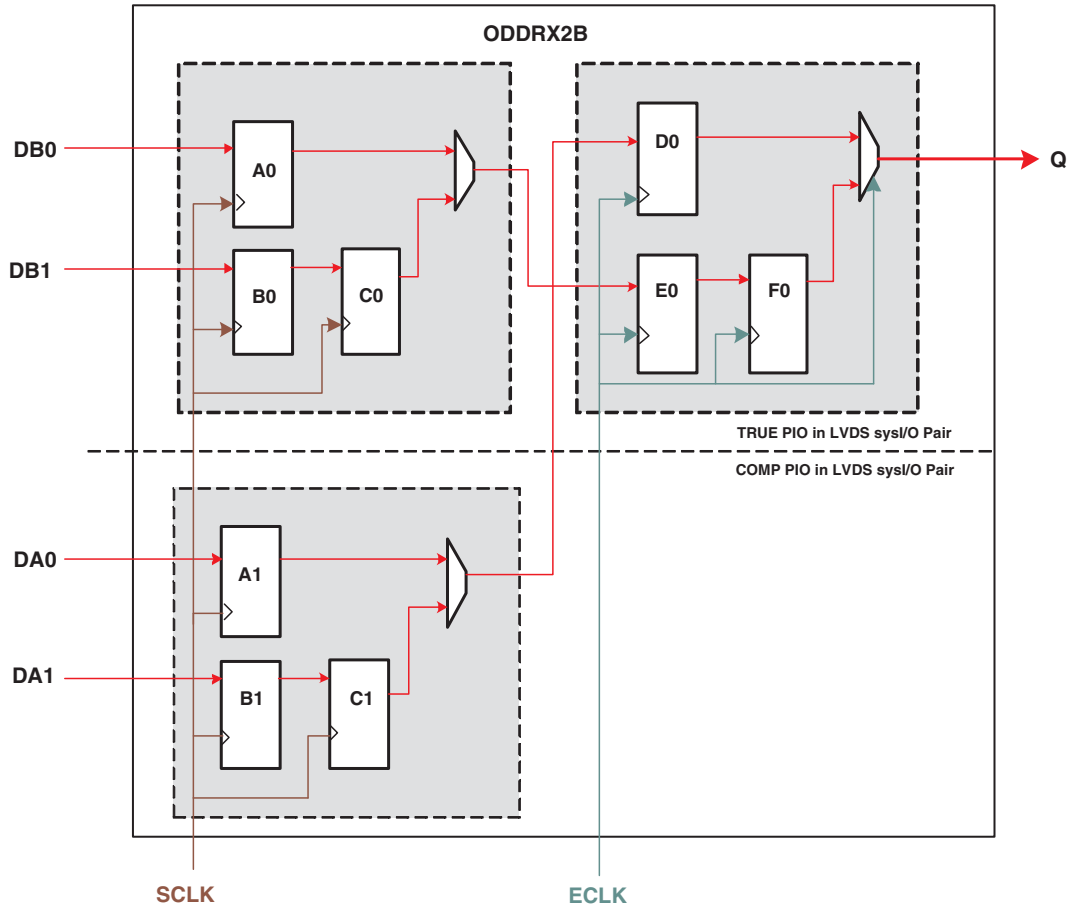 ODDRX2B
DB0
A0
D0
Q
DB1
B0
C0
E0
F0
TRUE PIO in LVDS sysI/O Pair
COMP PIO in LVDS sysI/O Pair
DA0
A1
DA1
B1
C1
SCLK
ECLK